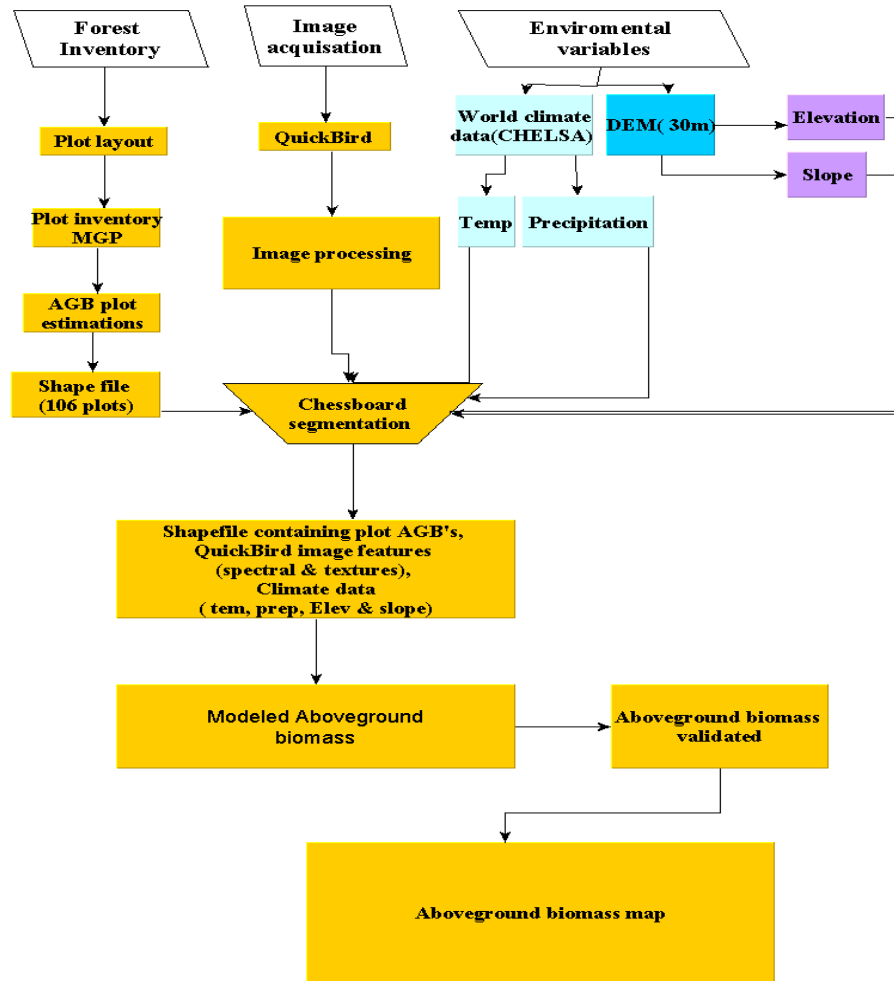 Forest
Inventory
Image
acquisation
Enviromental
variables
Plot layout
QuickBird
World climate
data(CHELSA)
DEM( 30m)
Elevation
Slope
Plot inventory
MGP
Image processing
Temp
Precipitation
AGB plot
estimations
Shape file
(106 plots)
Chessboard
segmentation
Shapefile containing plot AGB's,
QuickBird image features
(spectral & textures),
Climate data
( tem, prep, Elev & slope)
Modeled Aboveground
biomass
Aboveground biomass
validated
Aboveground biomass map